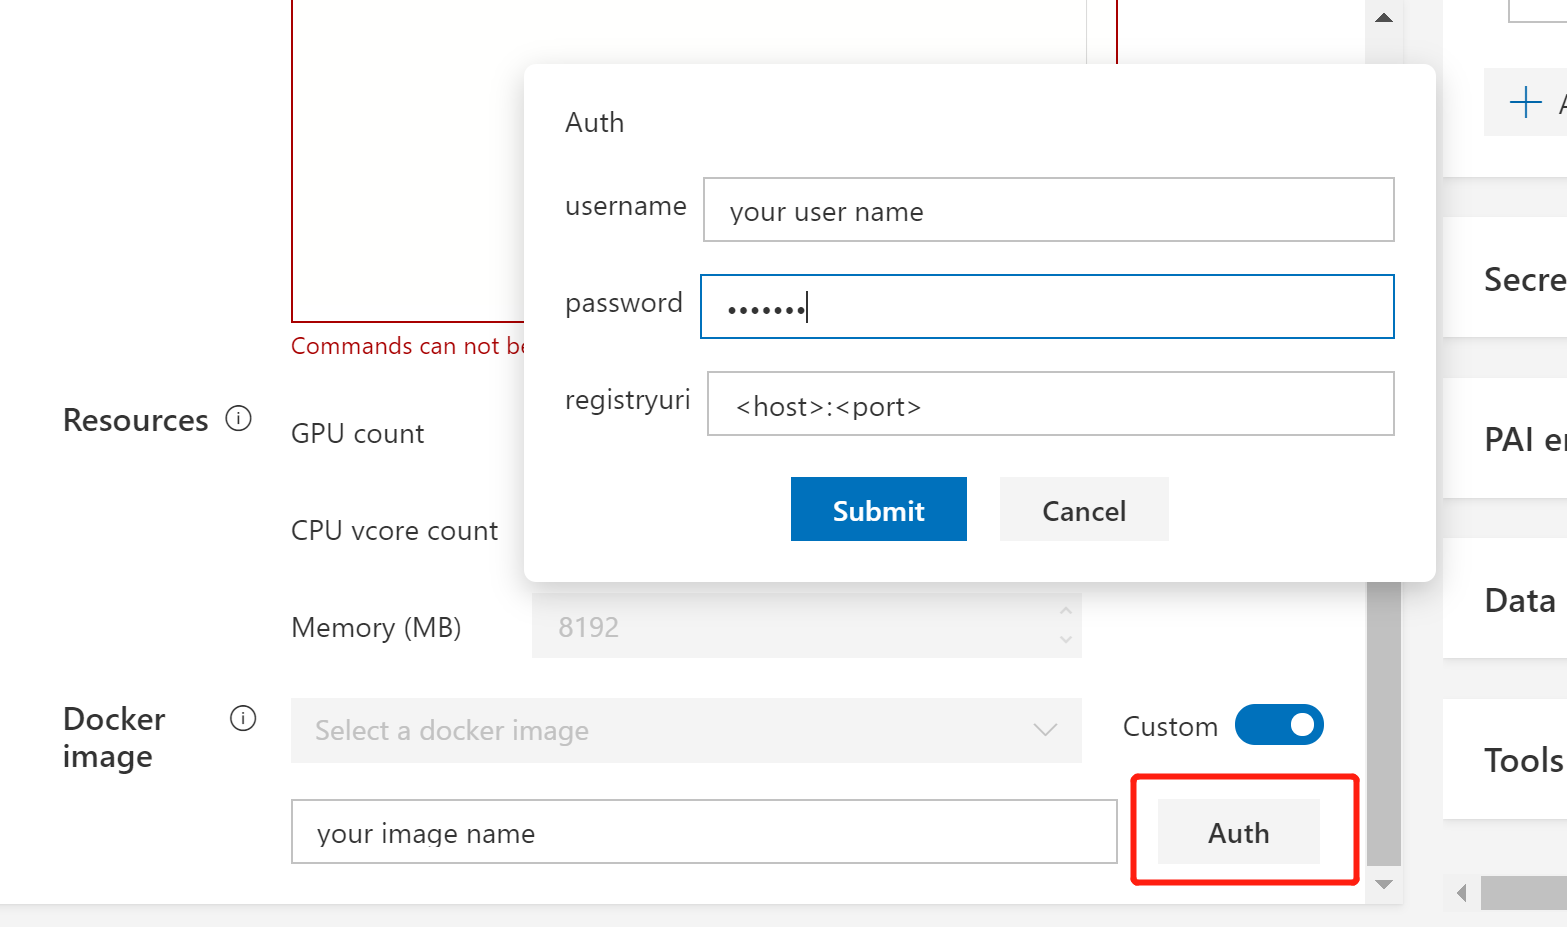 Auth
username
your user name
password
•••••••
registryuri
<host>:<port>
Submit
Cancel
Commands can not be
Resources
GPU count
CPU vcore count
Memory (MB)
8192
Docker
image
Select a docker image
Custom
your image name
Auth
Secre
PAI
Data
Tools